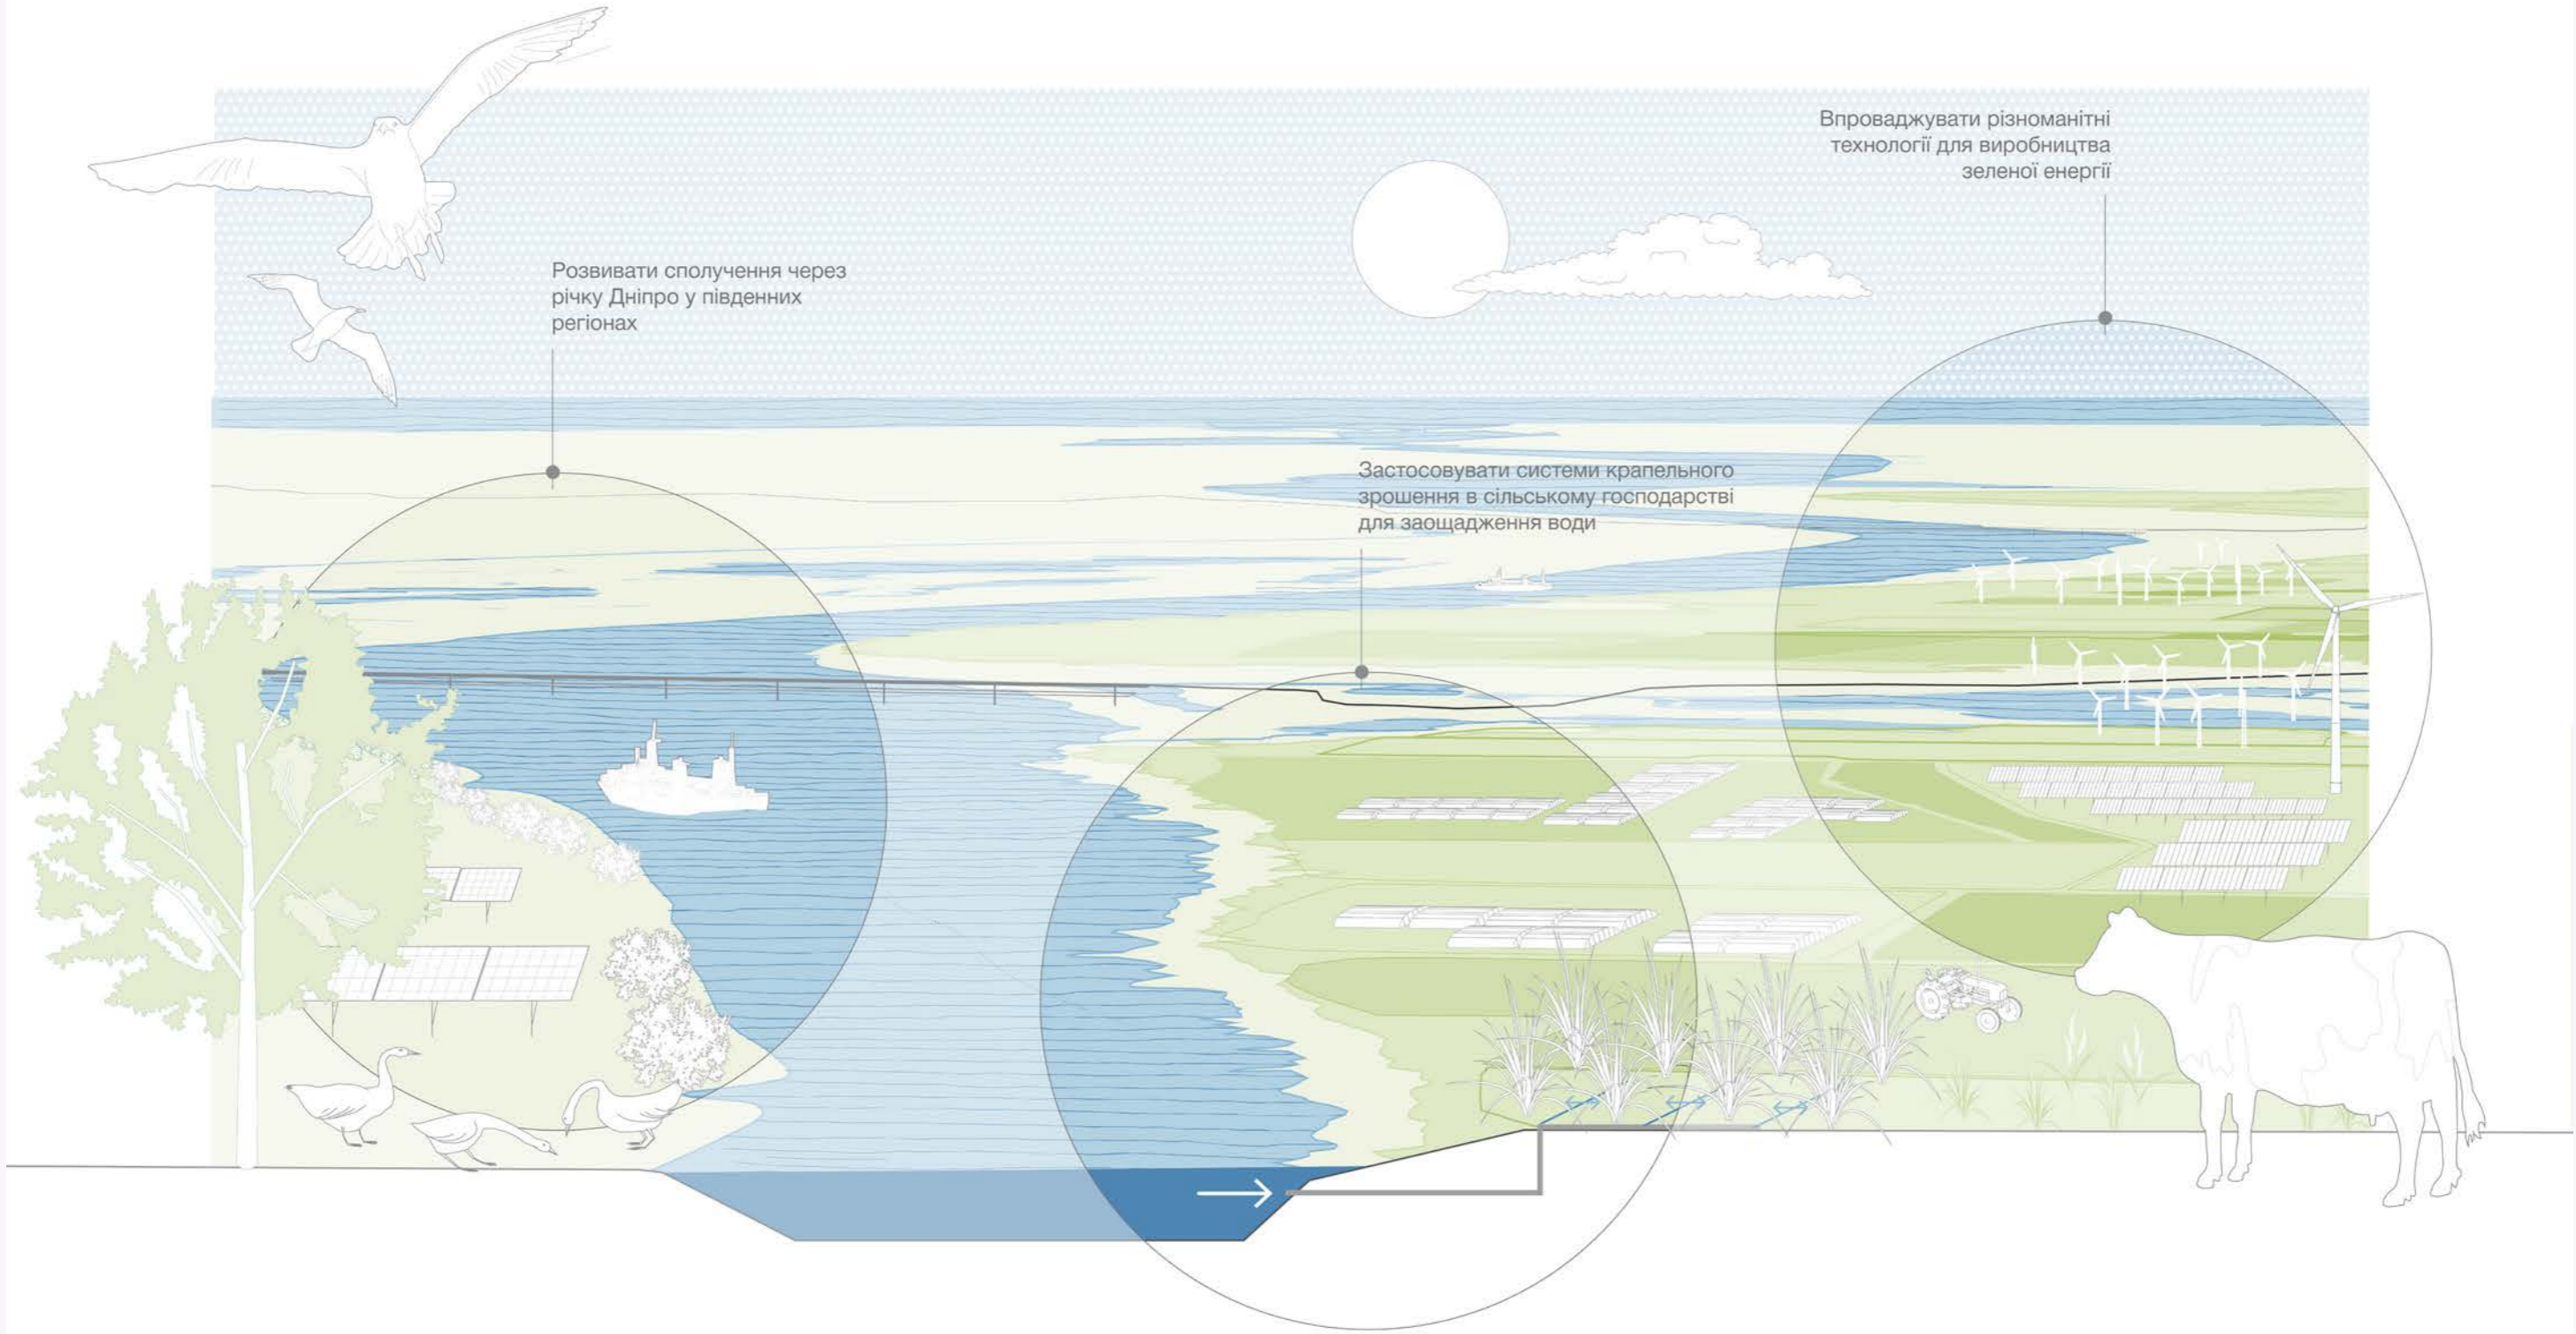 Впроваджувати різноманітні
технології для виробництва
зеленої енергії
Розвивати сполучення через
річку Дніпро у південних
регіонах
Застосовувати системи крапельного
зрошення в сільському господарстві
для заощадження води